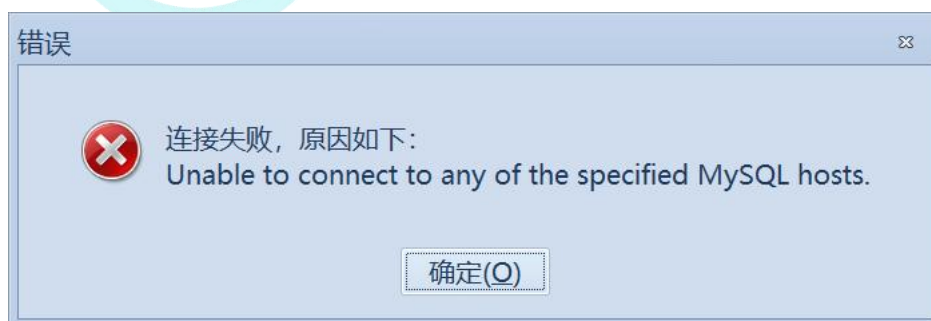 错误
连接失败，原因如下：
Unable to connect to any of the specified MySQL hosts.
确定(O)